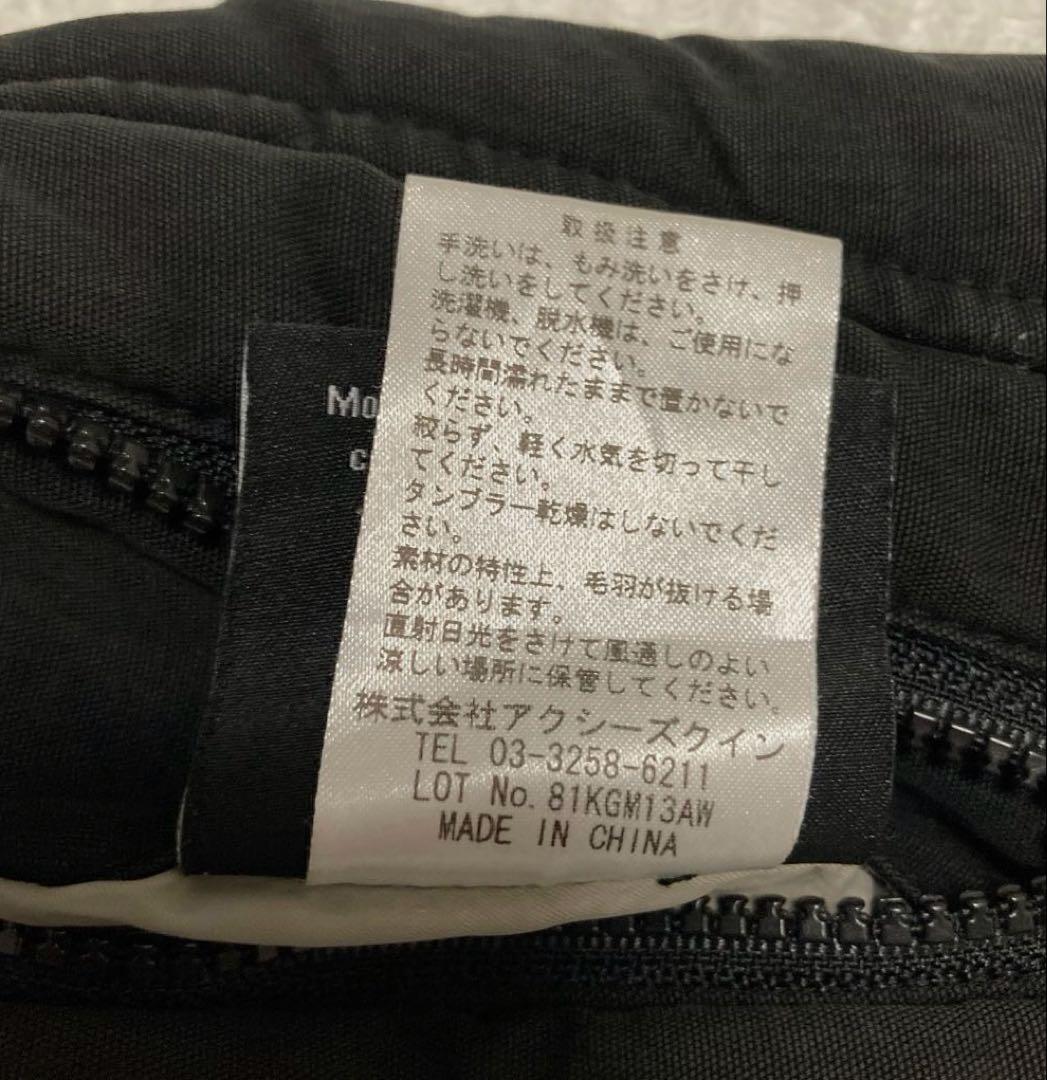 取扱注意
手洗いは、もみ洗いをさけ、押
し洗いをしてください。
洗濯機、脱水機は、ご使用にな
らないでください。
長時間濡れたままで置かないで
ください。
絞らず、軽く水気を切って干し
てください。
タンブラー乾燥はしないでくだ
さい。
素材の特性上、毛羽が抜ける場
合があります。
直射日光をさけて風通しのよい
涼しい場所に保管してください。
株式会社アクシーズクイン
TEL 03-3258-6211
LOT No. 81KGM13AW
MADE IN CHINA